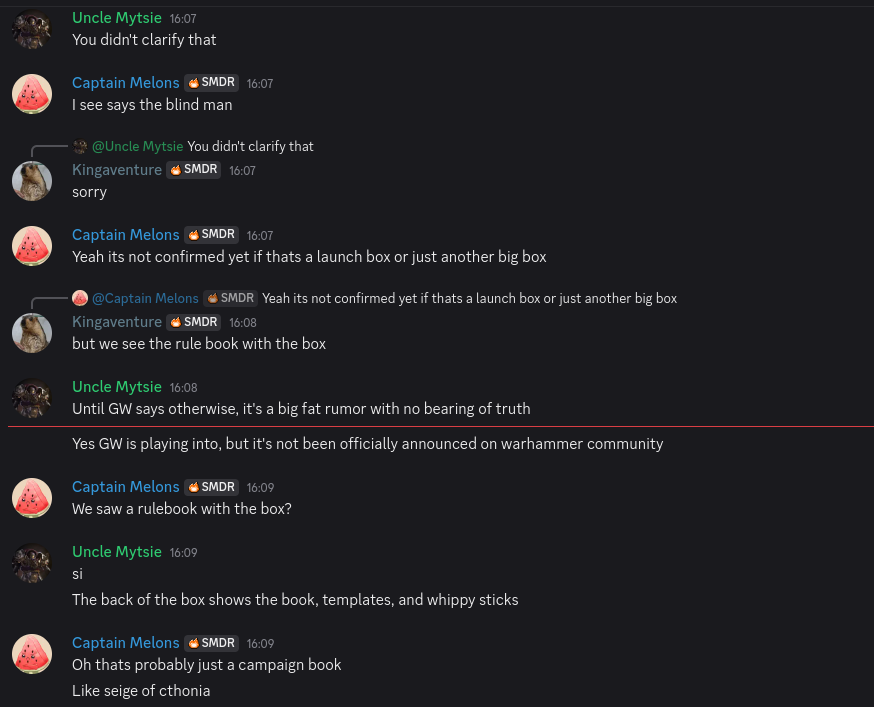 Uncle Mytsie 16:07
You didn't clarify that
Captain Melons SMDR 16:07
I see says the blind man
@Uncle Mytsie You didn't clarify that
Kingaventure SMDR 16:07
sorry
Captain Melons SMDR 16:07
Yeah its not confirmed yet if thats a launch box or just another big box
@Captain Melons SMDR Yeah its not confirmed yet if thats a launch box or just another big box
Kingaventure SMDR 16:08
but we see the rule book with the box
Uncle Mytsie 16:08
Until GW says otherwise, it's a big fat rumor with no bearing of truth
Yes GW is playing into, but it's not been officially announced on warhammer community
Captain Melons SMDR 16:09
We saw a rulebook with the box?
Uncle Mytsie 16:09
si
The back of the box shows the book, templates, and whippy sticks
Captain Melons SMDR 16:09
Oh thats probably just a campaign book
Like seige of cthonia